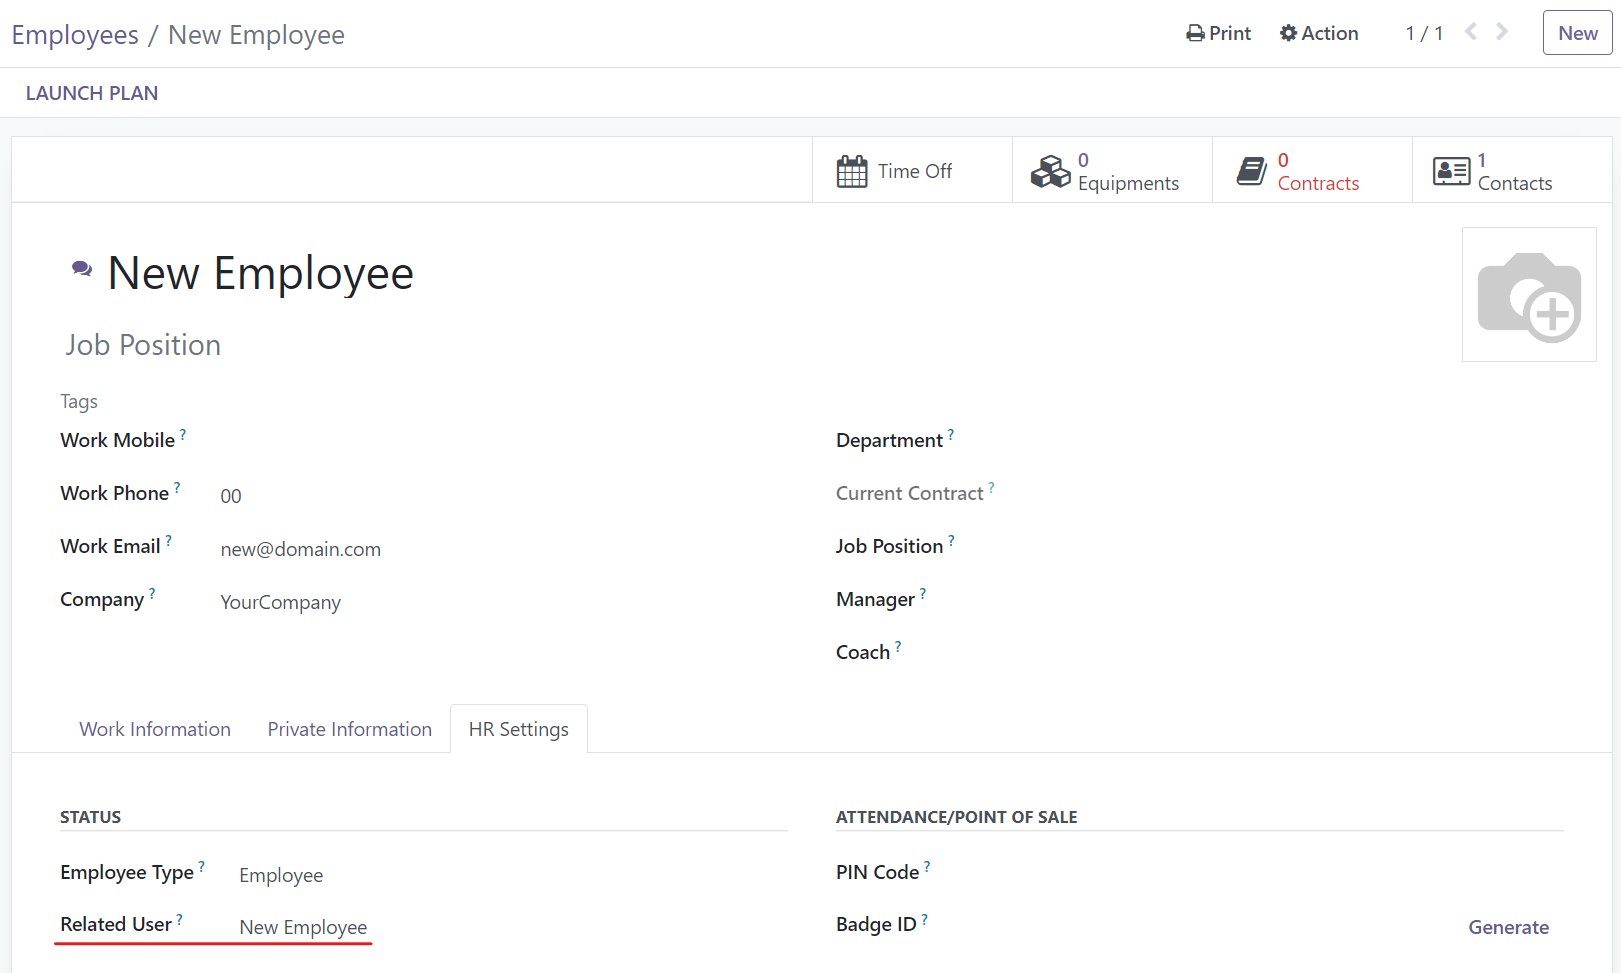 Employees / New Employee
Print Action 1 / 1 New
LAUNCH PLAN
Time Off
0
Equipments
0
Contracts
1
Contacts
New Employee
Job Position
Tags
Work Mobile ?
Work Phone ? 00
Work Email ? new@domain.com
Company ? YourCompany
Department ?
Current Contract ?
Job Position ?
Manager ?
Coach ?
Work Information Private Information HR Settings
STATUS
Employee Type ? Employee
Related User ? New Employee
ATTENDANCE/POINT OF SALE
PIN Code ?
Badge ID ? Generate